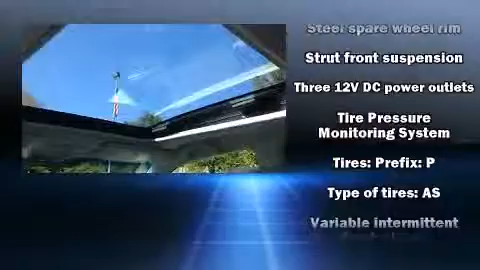 Steel spare wheel rim
Strut front suspension
Three 12V DC power outlets
Tire Pressure
Monitoring System
Tires: Prefix: P
Type of tires: AS
Variable intermittent